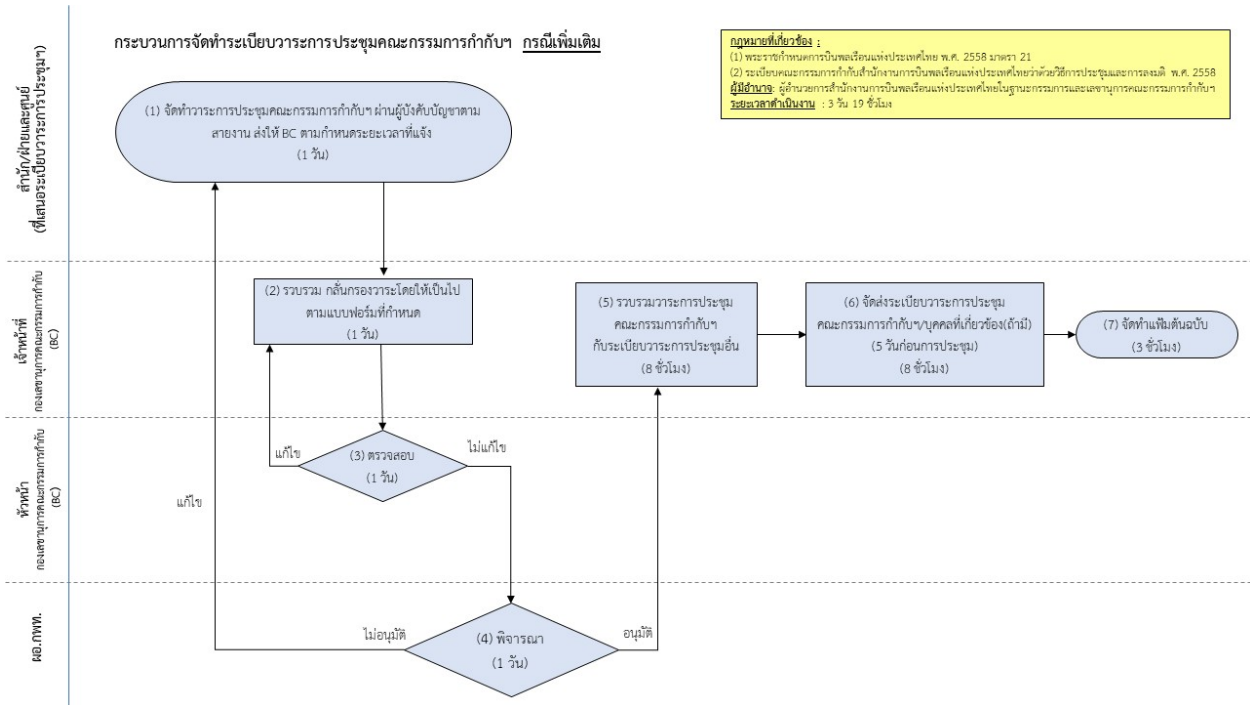 กระบวนการจัดทำระเบียบวาระการประชุมคณะกรรมการกำกับฯ กรณีเพิ่มเติม
กฎหมายที่เกี่ยวข้อง :
(1) พระราชกำหนดการบินพลเรือนแห่งประเทศไทย พ.ศ. 2558 มาตรา 21
(2) ระเบียบคณะกรรมการกำกับสำนักงานการบินพลเรือนแห่งประเทศไทยว่าด้วยวิธีการประชุมและการลงมติ พ.ศ. 2558
ผู้มีอำนาจ: ผู้อำนวยการสำนักงานการบินพลเรือนแห่งประเทศไทยในฐานะกรรมการและเลขานุการคณะกรรมการกำกับฯ
ระยะเวลาดำเนินงาน : 3 วัน 19 ชั่วโมง
สำนัก/ฝ่ายและศูนย์
(ที่เสนอระเบียบวาระการประชุมฯ)
(1) จัดทำวาระการประชุมคณะกรรมการกำกับฯ ผ่านผู้บังคับบัญชาตาม
สายงาน ส่งให้ BC ตามกำหนดระยะเวลาที่แจ้ง
(1 วัน)
เจ้าหน้าที่
กองเลขานุการคณะกรรมการกำกับ
(BC)
(2) รวบรวม กลั่นกรองวาระโดยให้เป็นไป
ตามแบบฟอร์มที่กำหนด
(1 วัน)
(5) รวบรวมวาระการประชุม
คณะกรรมการกำกับฯ
กับระเบียบวาระการประชุมอื่น
(8 ชั่วโมง)
(6) จัดส่งระเบียบวาระการประชุม
คณะกรรมการกำกับฯ/บุคคลที่เกี่ยวข้อง(ถ้ามี)
(5 วันก่อนการประชุม)
(8 ชั่วโมง)
(7) จัดทำแฟ้มต้นฉบับ
(3 ชั่วโมง)
หัวหน้า
กองเลขานุการคณะกรรมการกำกับ
(BC)
แก้ไข
(3) ตรวจสอบ
(1 วัน)
ไม่แก้ไข
แก้ไข
ผอ.กพท.
ไม่อนุมัติ
(4) พิจารณา
(1 วัน)
อนุมัติ